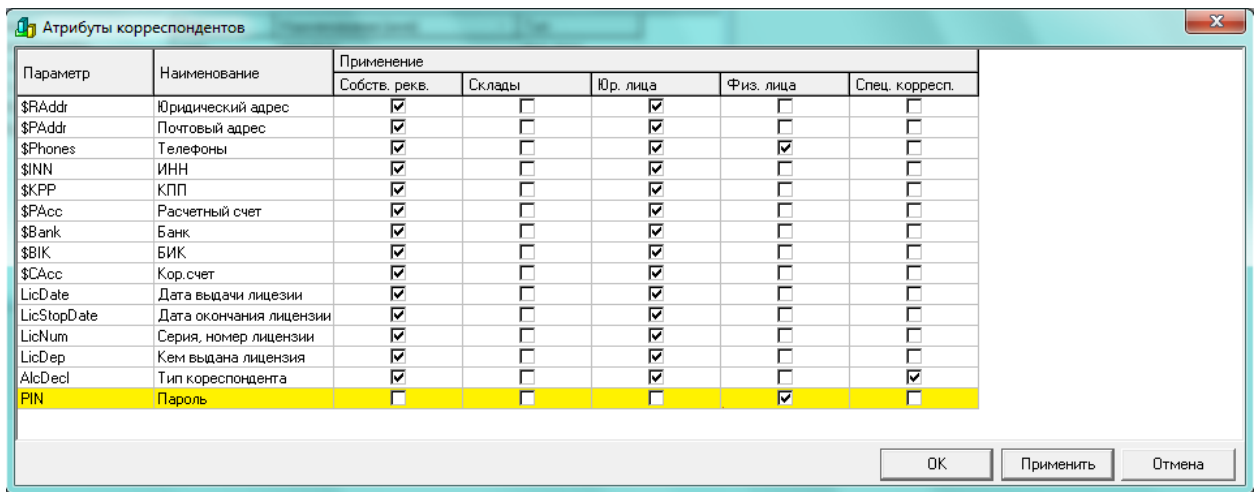 Атрибуты корреспондентов
Параметр Наименование Применение
Собств. рекв. Склады Юр. лица Физ. лица Спец. корресп.
$RAddr Юридический адрес
$PAddr Почтовый адрес
$Phones Телефоны
$INN ИНН
$KPP КПП
$PAcc Расчетный счет
$Bank Банк
$BIK БИК
$CAcc Кор.счет
LicDate Дата выдачи лицезии
LicStopDate Дата окончания лицензии
LicNum Серия, номер лицензии
LicDep Кем выдана лицензия
AlcDecl Тип кореспондента
PIN Пароль
OK Применить Отмена